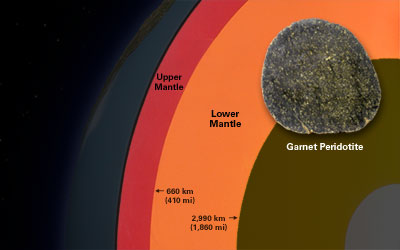 Upper
Mantle
Lower
Mantle
Garnet Peridotite
660 km
(410 mi)
2,990 km
(1,860 mi)